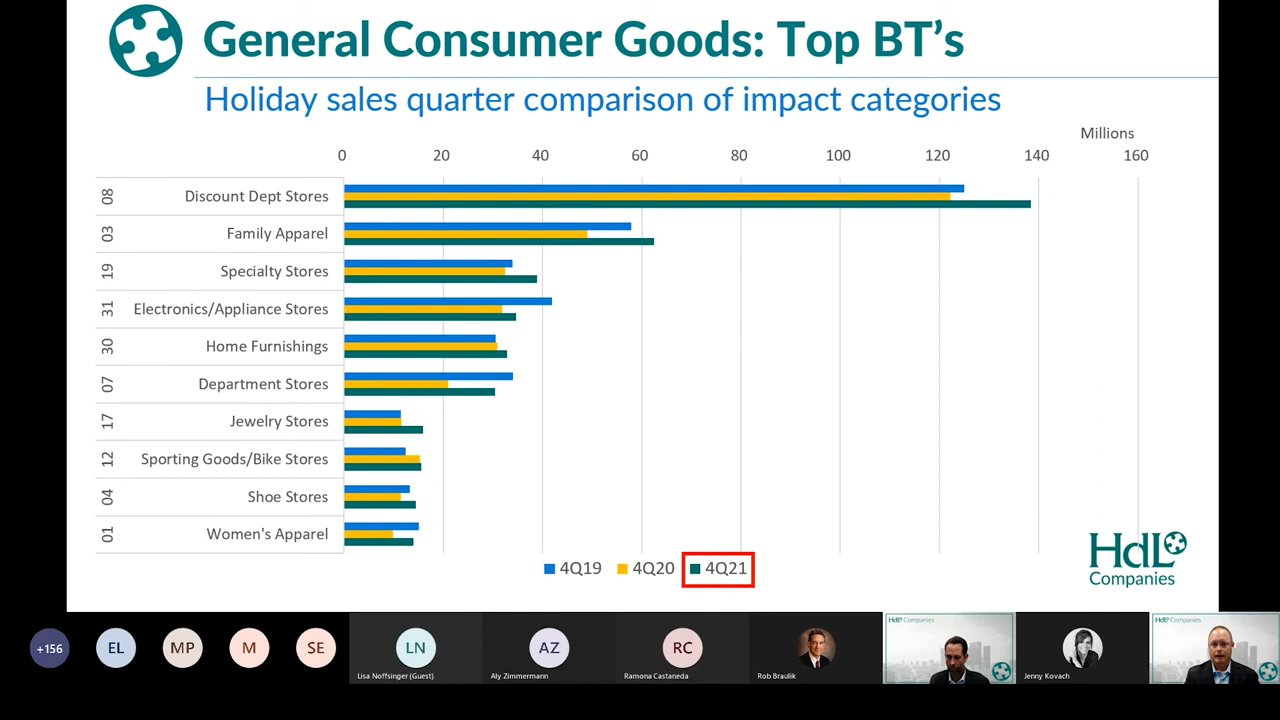 General Consumer Goods: Top BT's
Holiday sales quarter comparison of impact categories
Millions
0 20 40 60 80 100 120 140 160
08 Discount Dept Stores
03 Family Apparel
19 Specialty Stores
31 Electronics/Appliance Stores
30 Home Furnishings
07 Department Stores
17 Jewelry Stores
12 Sporting Goods/Bike Stores
04 Shoe Stores
01 Women's Apparel
4Q19 4Q20 4Q21
HdL
Companies
+156 EL MP M SE LN AZ RC
HdL Companies HdL Companies
Lisa Noffsinger (Guest) Aly Zimmermann Ramona Castaneda Rob Braulik Jenny Kovach